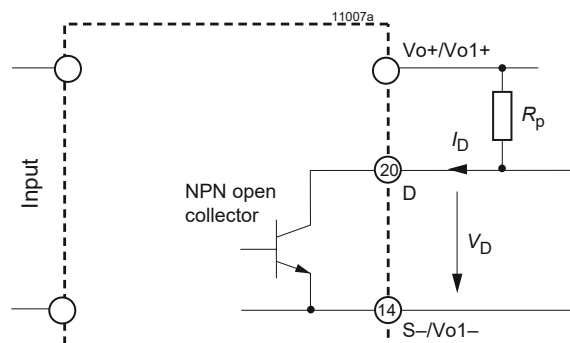 11007a
Vo+/Vo1+
Rp
ID
20
D
NPN open
collector
Input
VD
14
S–/Vo1–